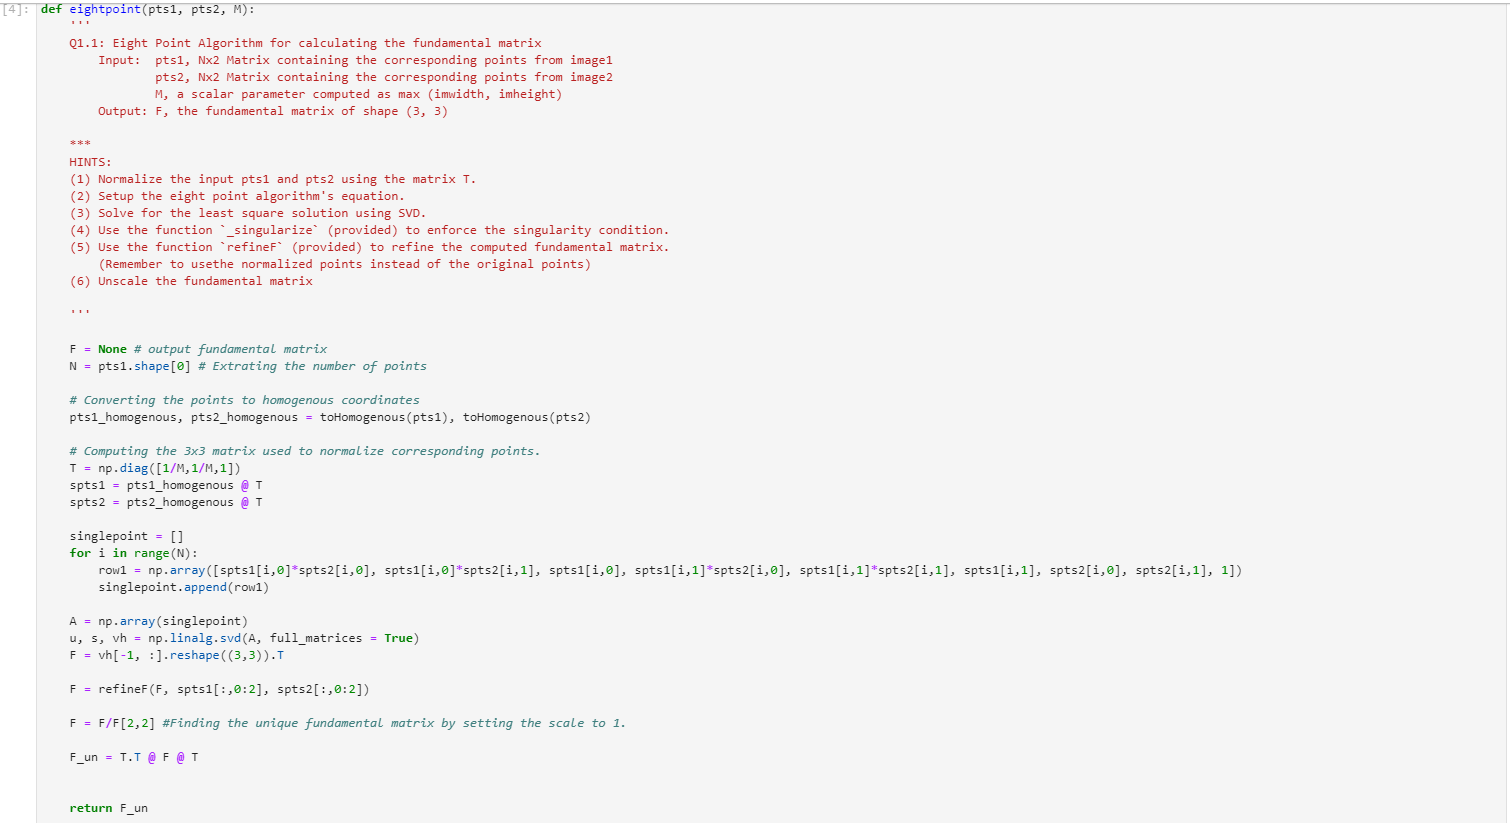 [4]: def eightpoint(pts1, pts2, M):
    '''
    Q1.1: Eight Point Algorithm for calculating the fundamental matrix
        Input:  pts1, Nx2 Matrix containing the corresponding points from image1
                pts2, Nx2 Matrix containing the corresponding points from image2
                M, a scalar parameter computed as max (imwidth, imheight)
        Output: F, the fundamental matrix of shape (3, 3)

    ***
    HINTS:
    (1) Normalize the input pts1 and pts2 using the matrix T.
    (2) Setup the eight point algorithm's equation.
    (3) Solve for the least square solution using SVD.
    (4) Use the function `_singularize` (provided) to enforce the singularity condition.
    (5) Use the function `refineF` (provided) to refine the computed fundamental matrix.
        (Remember to usethe normalized points instead of the original points)
    (6) Unscale the fundamental matrix

    '''

    F = None # output fundamental matrix
    N = pts1.shape[0] # Extrating the number of points

    # Converting the points to homogenous coordinates
    pts1_homogenous, pts2_homogenous = toHomogenous(pts1), toHomogenous(pts2)

    # Computing the 3x3 matrix used to normalize corresponding points.
    T = np.diag([1/M,1/M,1])
    spts1 = pts1_homogenous @ T
    spts2 = pts2_homogenous @ T

    singlepoint = []
    for i in range(N):
        row1 = np.array([spts1[i,0]*spts2[i,0], spts1[i,0]*spts2[i,1], spts1[i,0], spts1[i,1]*spts2[i,0], spts1[i,1]*spts2[i,1], spts1[i,1], spts2[i,0], spts2[i,1], 1])
        singlepoint.append(row1)

    A = np.array(singlepoint)
    u, s, vh = np.linalg.svd(A, full_matrices = True)
    F = vh[-1, :].reshape((3,3)).T

    F = refineF(F, spts1[:,0:2], spts2[:,0:2])

    F = F/F[2,2] #Finding the unique fundamental matrix by setting the scale to 1.

    F_un = T.T @ F @ T


    return F_un